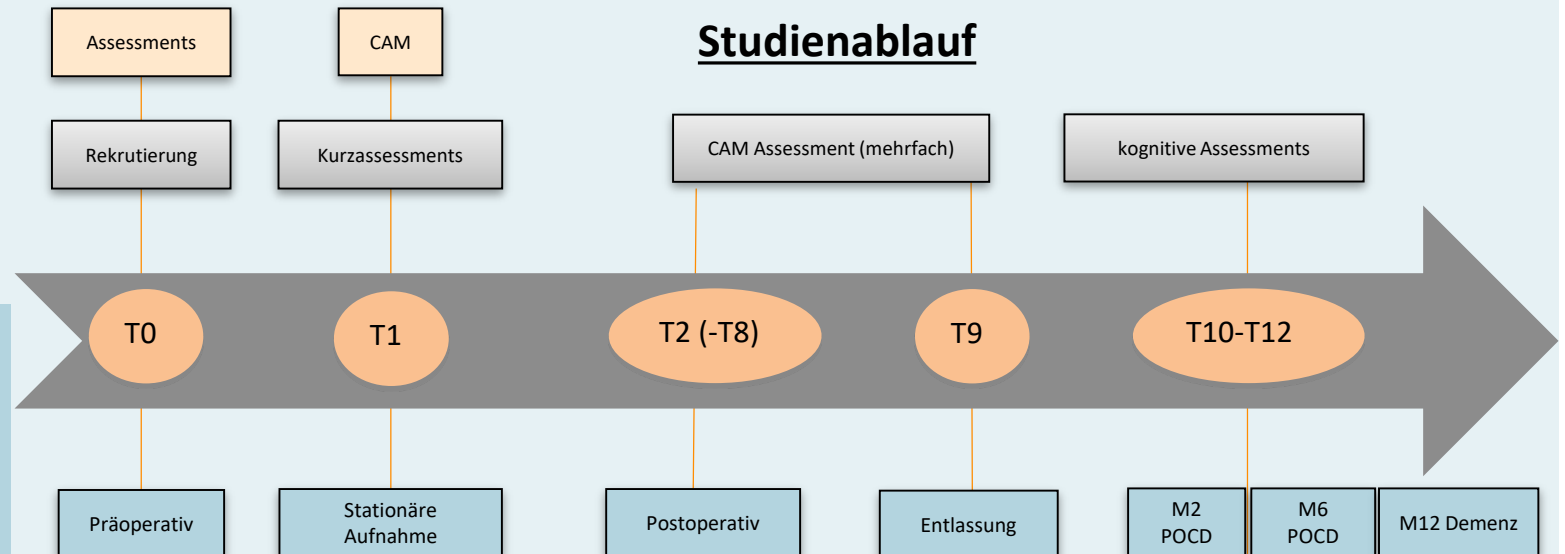 Studienablauf
Assessments
CAM
Rekrutierung
Kurzassessments
CAM Assessment (mehrfach)
kognitive Assessments
T0
T1
T2 (-T8)
T9
T10-T12
Präoperativ
Stationäre
Aufnahme
Postoperativ
Entlassung
M2
POCD
M6
POCD
M12 Demenz